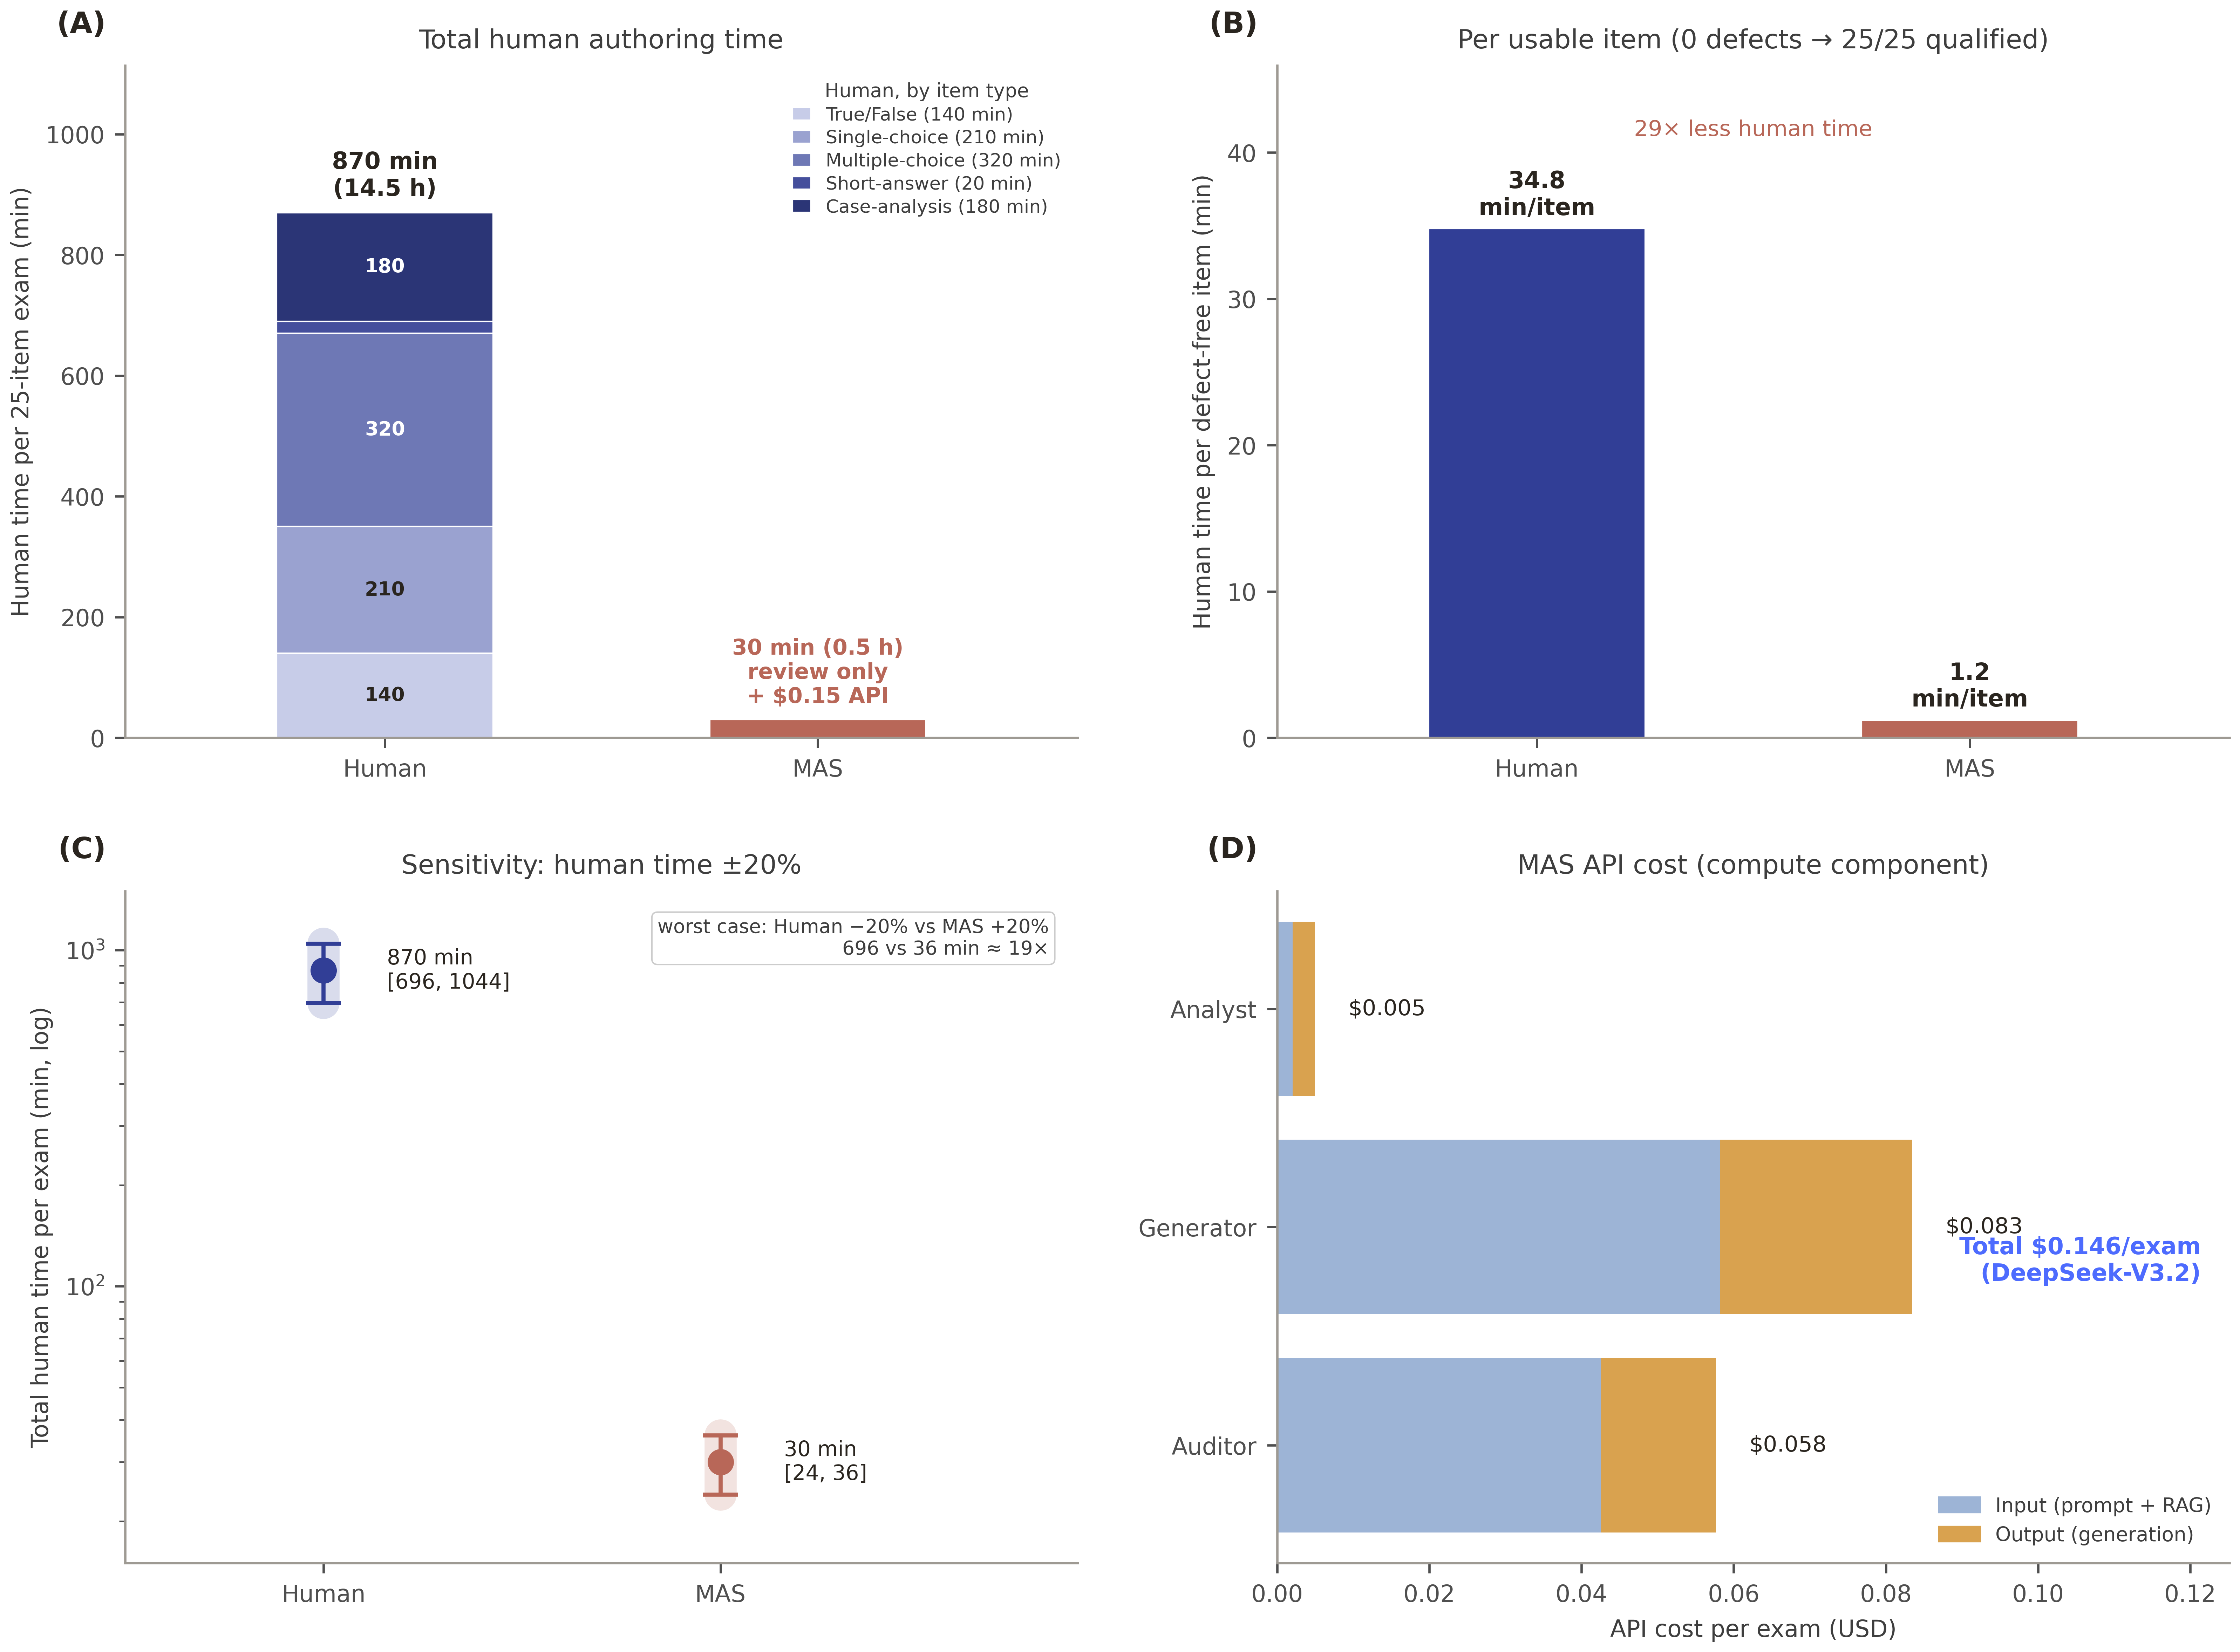 (A)
Total human authoring time
Human time per 25-item exam (min)
1000
800
600
400
200
0
Human, by item type
True/False (140 min)
Single-choice (210 min)
Multiple-choice (320 min)
Short-answer (20 min)
Case-analysis (180 min)
870 min
(14.5 h)
180
320
210
140
30 min (0.5 h)
review only
+ $0.15 API
Human
MAS
(B)
Per usable item (0 defects → 25/25 qualified)
Human time per defect-free item (min)
40
30
20
10
0
29× less human time
34.8
min/item
1.2
min/item
Human
MAS
(C)
Sensitivity: human time ±20%
Total human time per exam (min, log)
10³
10²
worst case: Human −20% vs MAS +20%
696 vs 36 min ≈ 19×
870 min
[696, 1044]
30 min
[24, 36]
Human
MAS
(D)
MAS API cost (compute component)
Analyst
Generator
Auditor
$0.005
$0.083
Total $0.146/exam
(DeepSeek-V3.2)
$0.058
Input (prompt + RAG)
Output (generation)
0.00
0.02
0.04
0.06
0.08
0.10
0.12
API cost per exam (USD)